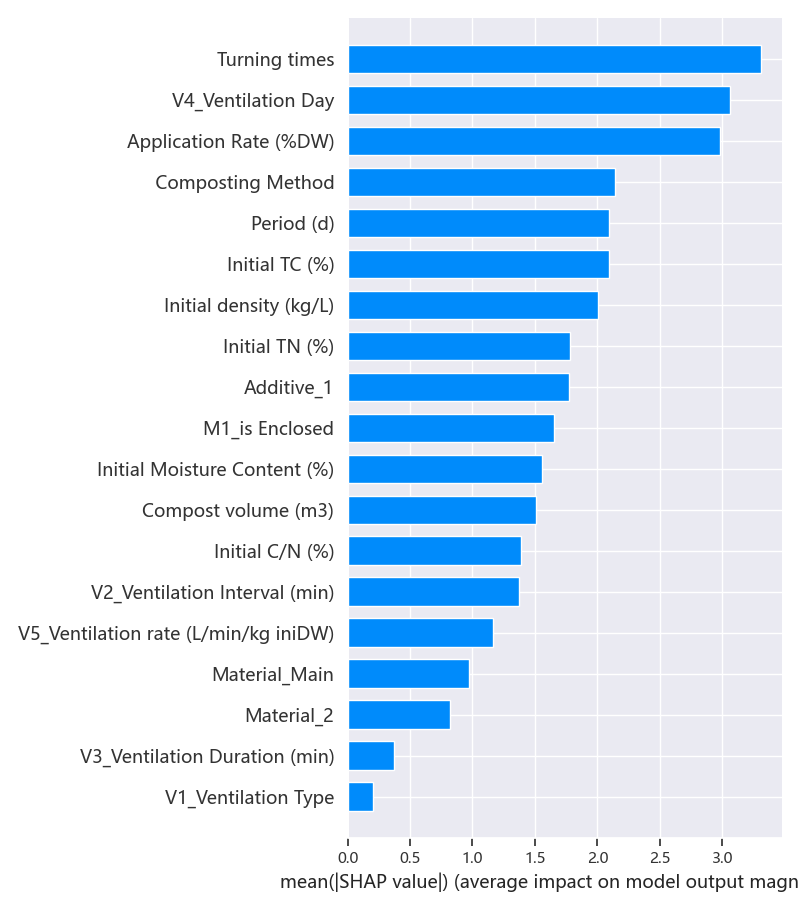 Turning times
V4_Ventilation Day
Application Rate (%DW)
Composting Method
Period (d)
Initial TC (%)
Initial density (kg/L)
Initial TN (%)
Additive_1
M1_is Enclosed
Initial Moisture Content (%)
Compost volume (m3)
Initial C/N (%)
V2_Ventilation Interval (min)
V5_Ventilation rate (L/min/kg iniDW)
Material_Main
Material_2
V3_Ventilation Duration (min)
V1_Ventilation Type
0.0 0.5 1.0 1.5 2.0 2.5 3.0
mean(|SHAP value|) (average impact on model output magn